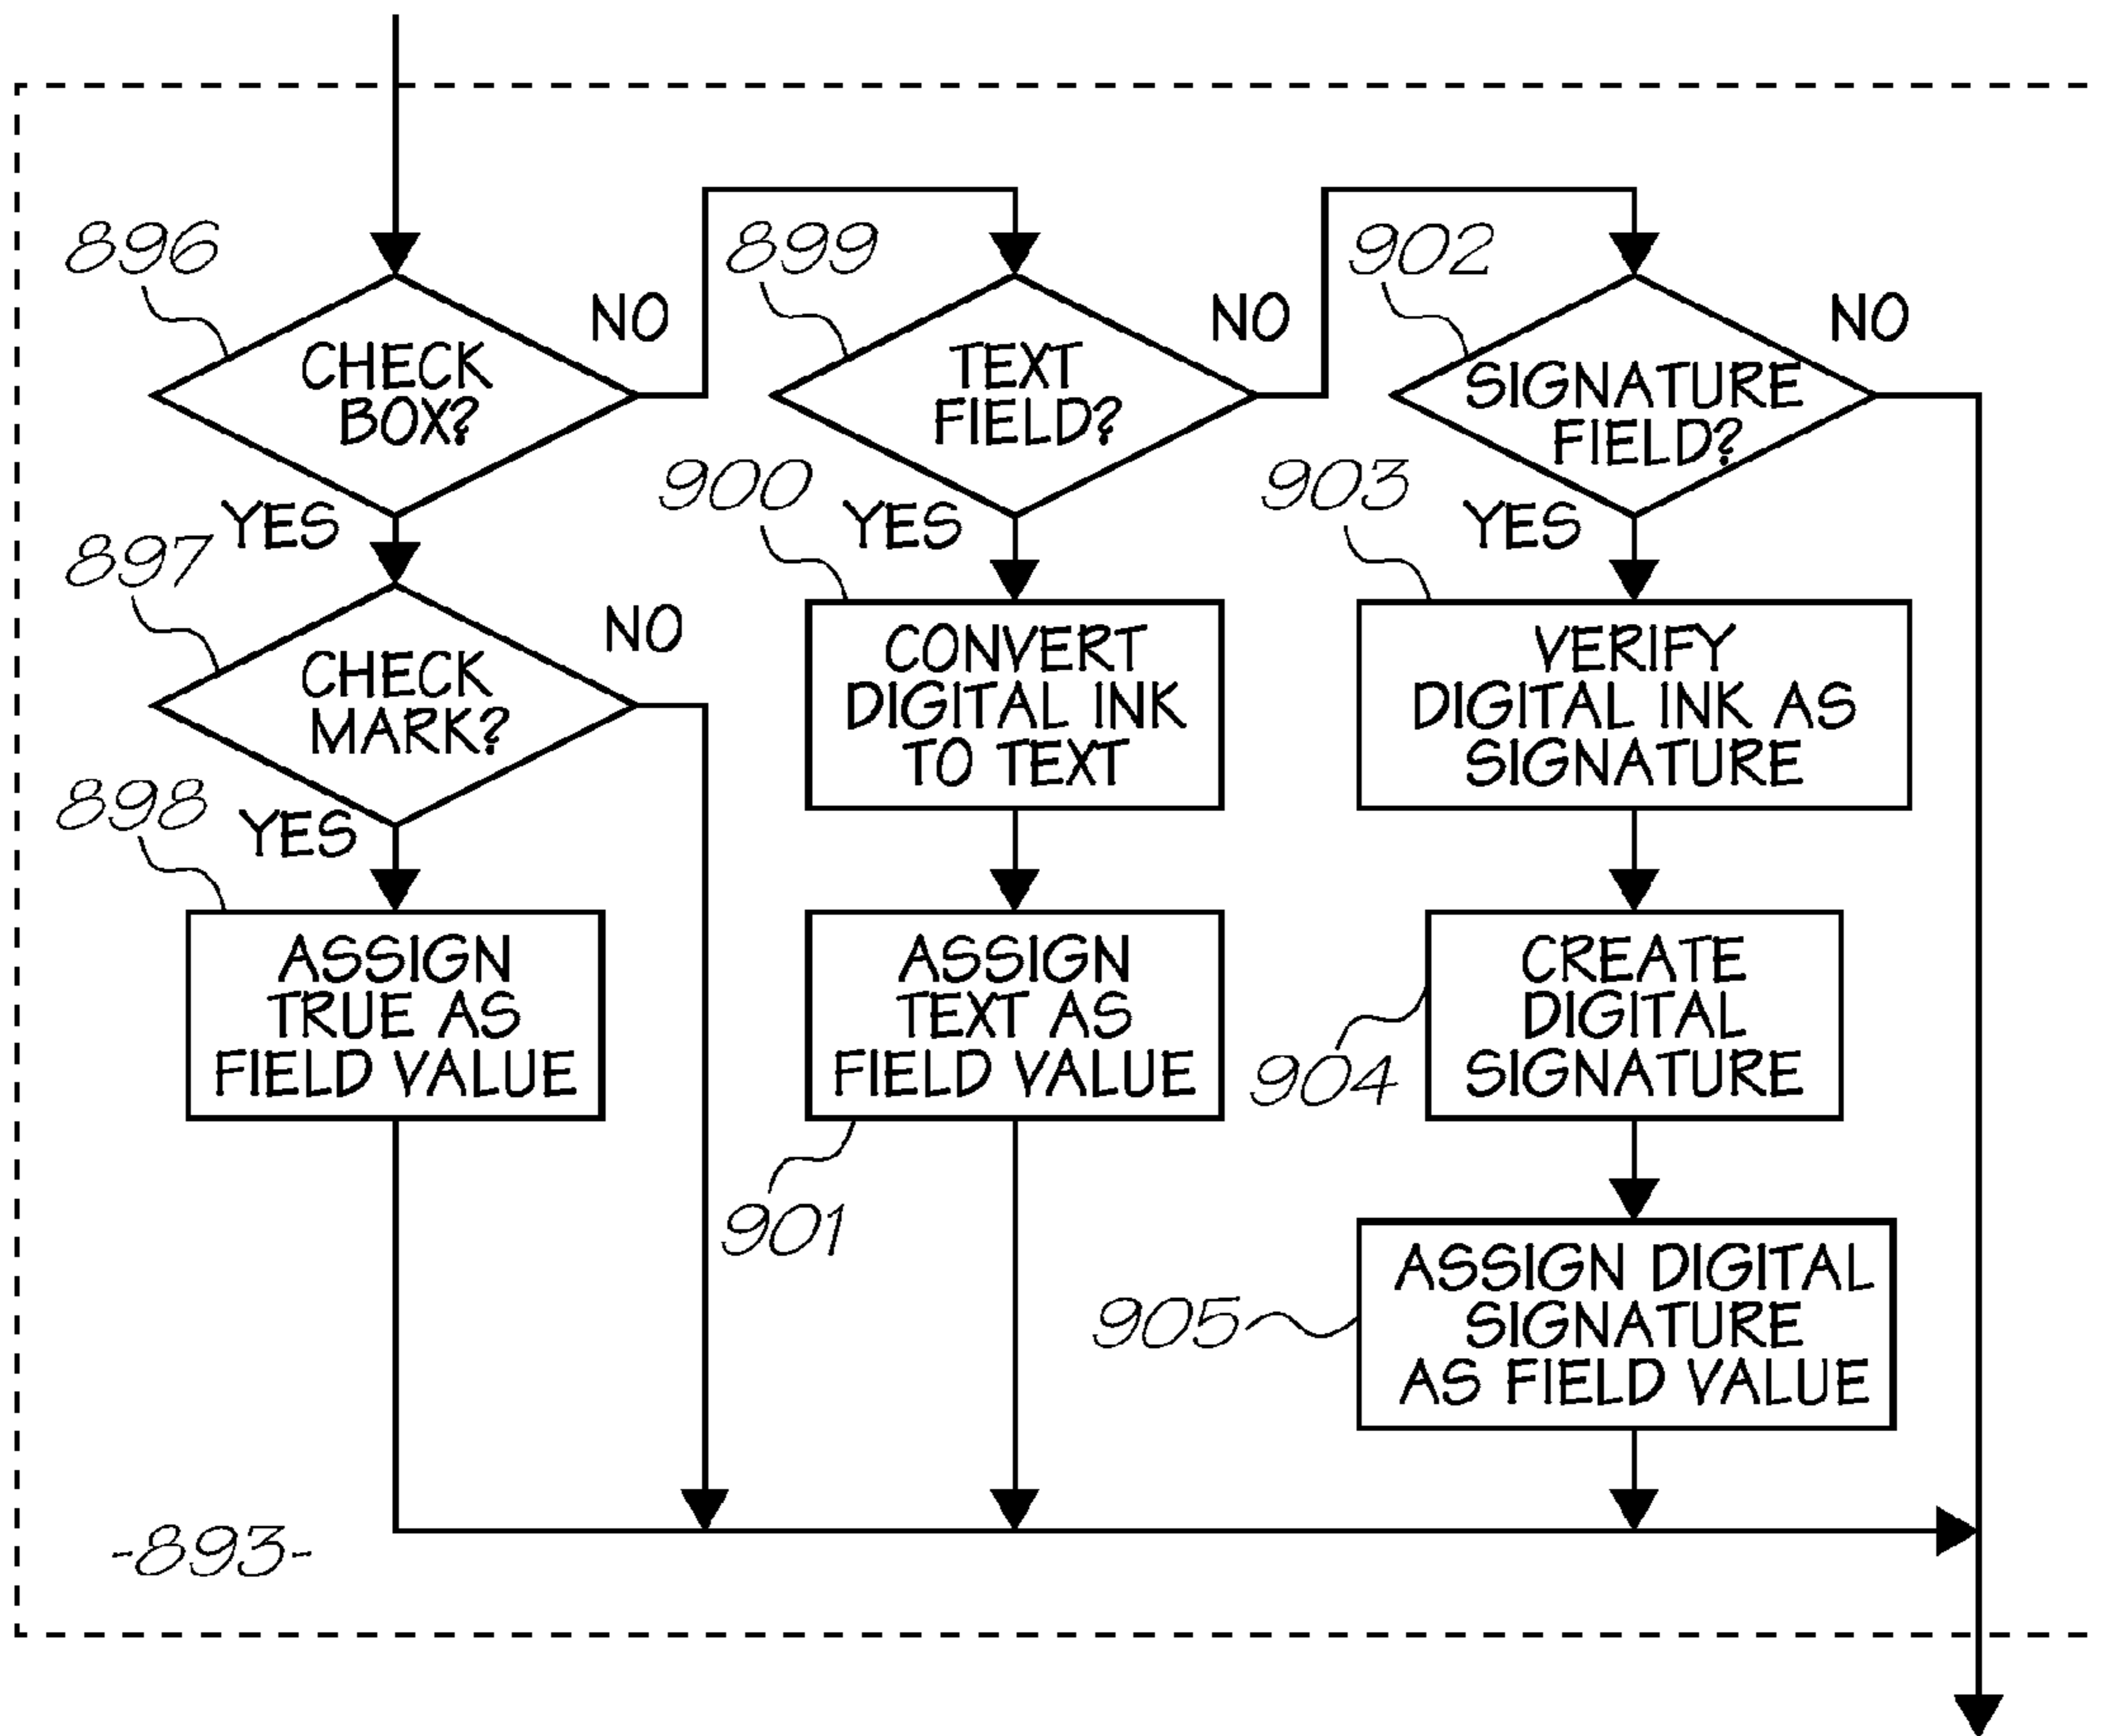 896
CHECK
BOX?
NO
YES
899
TEXT
FIELD?
NO
YES
902
SIGNATURE
FIELD?
NO
YES
897
CHECK
MARK?
NO
YES
900
CONVERT
DIGITAL INK
TO TEXT
903
VERIFY
DIGITAL INK AS
SIGNATURE
898
ASSIGN
TRUE AS
FIELD VALUE
901
ASSIGN
TEXT AS
FIELD VALUE
904
CREATE
DIGITAL
SIGNATURE
905
ASSIGN DIGITAL
SIGNATURE
AS FIELD VALUE
-893-